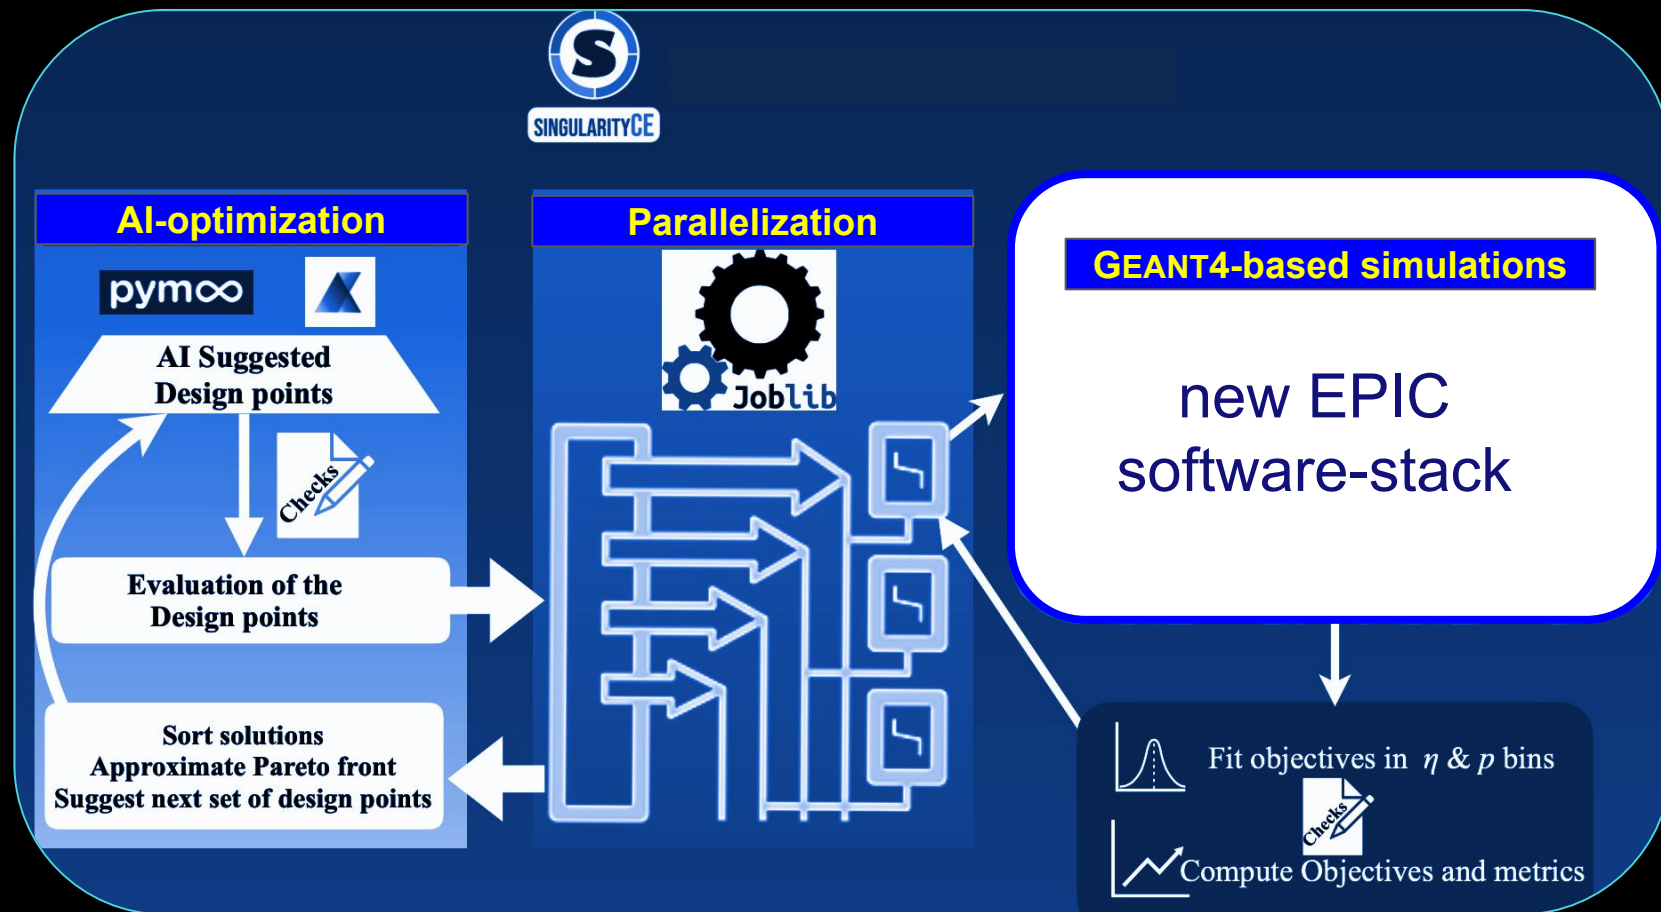 S
SINGULARITYCE
AI-optimization
pymoo
AI Suggested
Design points
Checks
Evaluation of the
Design points
Sort solutions
Approximate Pareto front
Suggest next set of design points
Parallelization
Joblib
GEANT4-based simulations
new EPIC
software-stack
Fit objectives in η & p bins
Checks
Compute Objectives and metrics